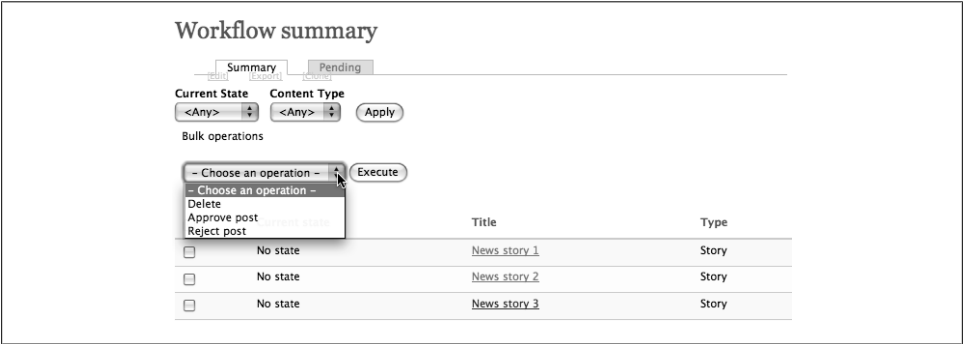 Workflow summary
Summary Pending
[Edit] [Export] [Clone]
Current State Content Type
<Any> <Any> Apply
Bulk operations
– Choose an operation – Execute
– Choose an operation –
Delete
Approve post
Reject post
Current state Title Type
No state News story 1 Story
No state News story 2 Story
No state News story 3 Story